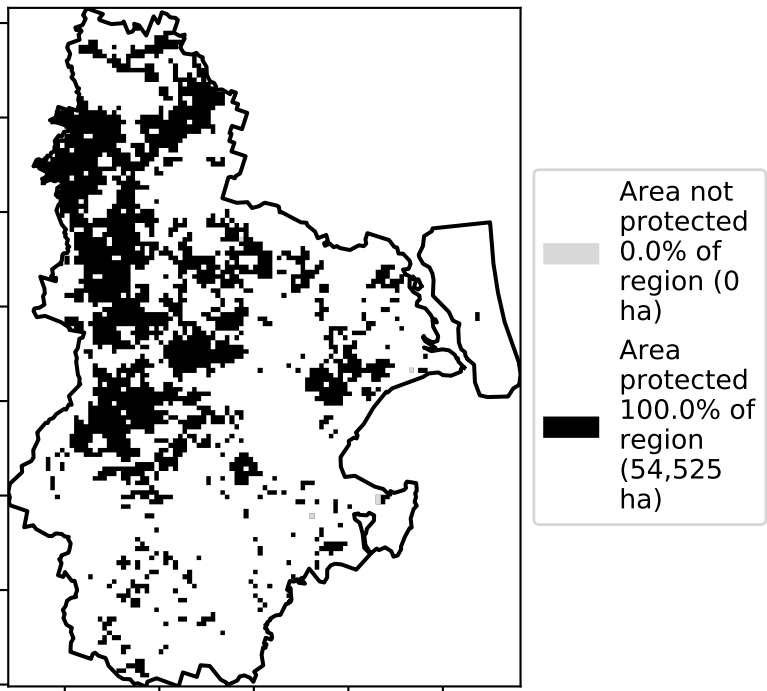 Area not
protected
0.0% of
region (0
ha)
Area
protected
100.0% of
region
(54,525
ha)